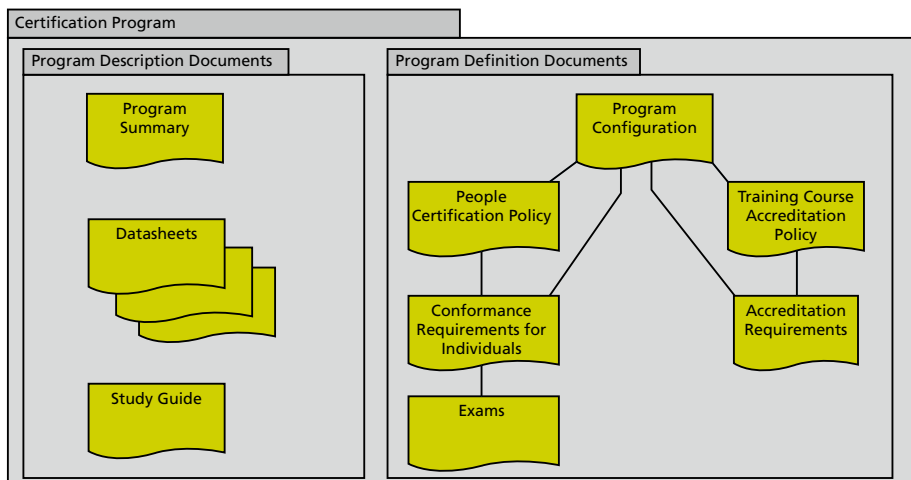 Certification Program
Program Description Documents
Program
Summary
Datasheets
Study Guide
Program Definition Documents
Program
Configuration
People
Certification Policy
Training Course
Accreditation
Policy
Conformance
Requirements for
Individuals
Accreditation
Requirements
Exams